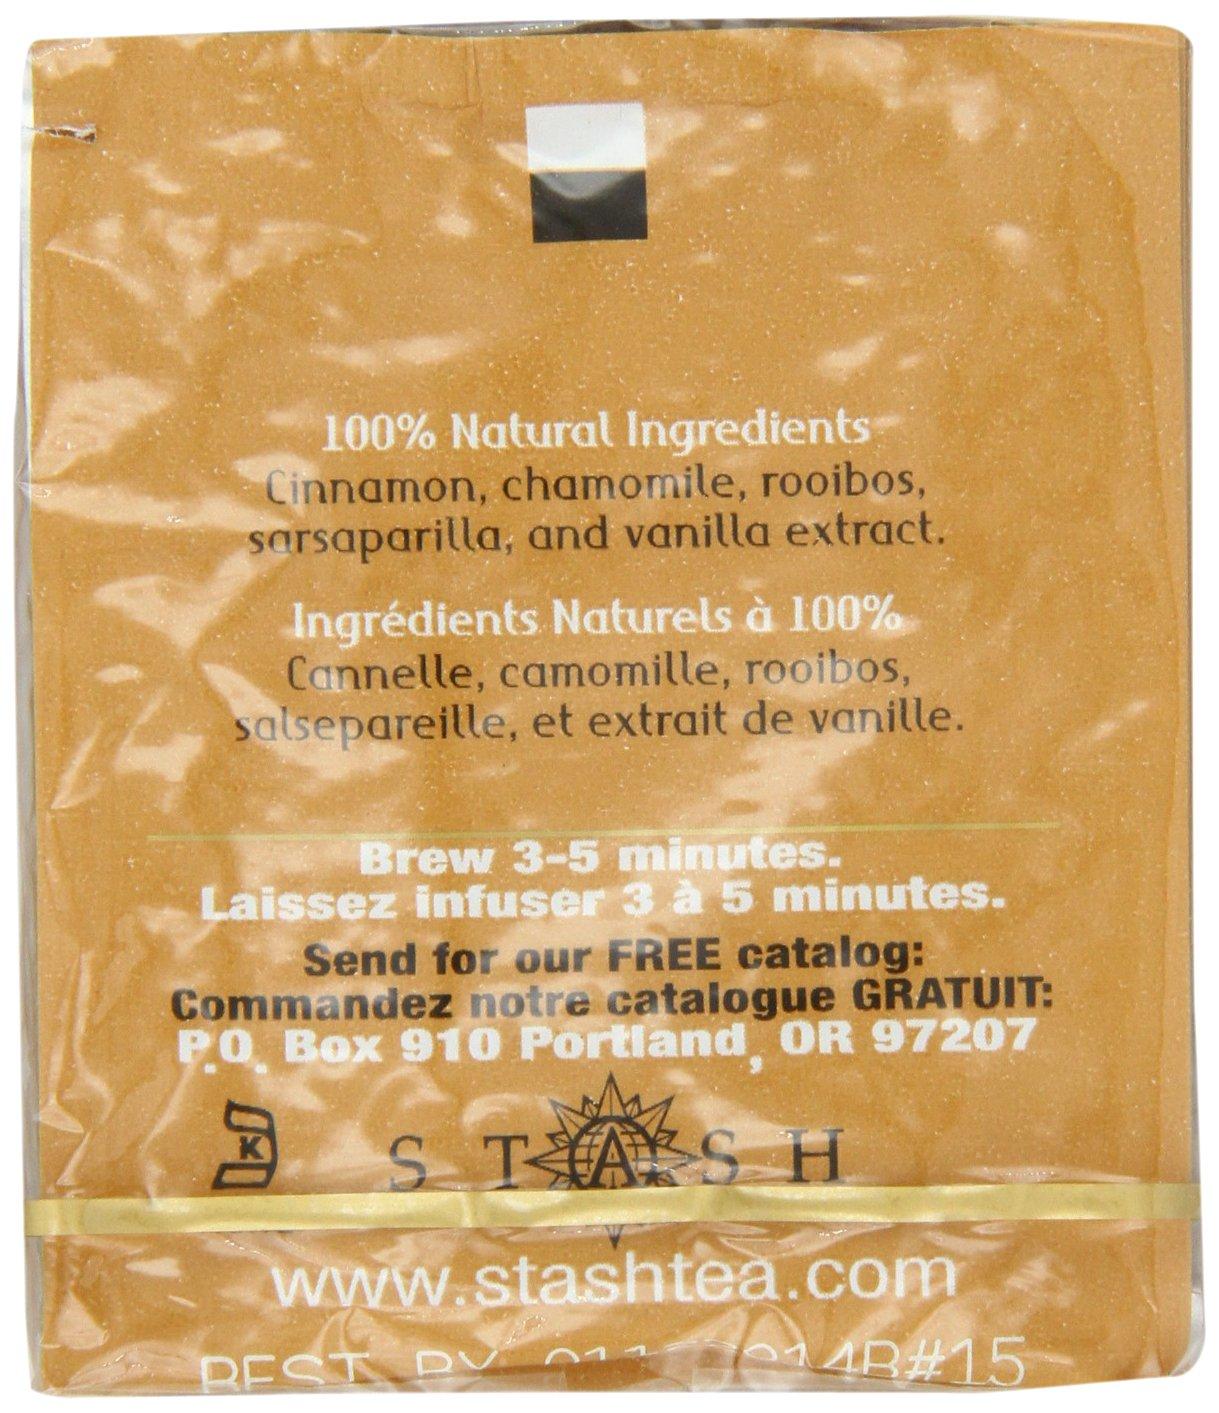 100% Natural Ingredients
Cinnamon, chamomile, rooibos,
sarsaparilla, and vanilla extract.
Ingrédients Naturels à 100%
Cannelle, camomille, rooibos,
salsepareille, et extrait de vanille.
Brew 3-5 minutes.
Laissez infuser 3 à 5 minutes.
Send for our FREE catalog:
Commandez notre catalogue GRATUIT:
P.O. Box 910 Portland, OR 97207
K
STASH
www.stashtea.com
BEST BY